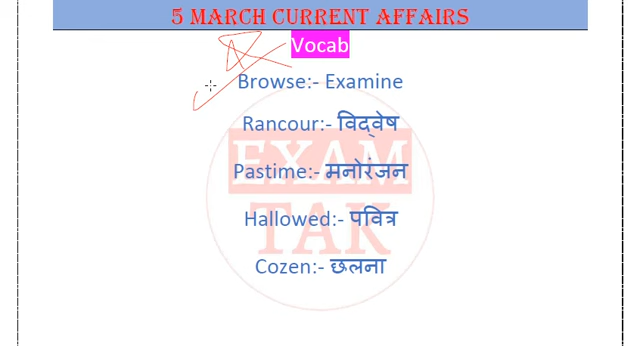 5 MARCH CURRENT AFFAIRS
Vocab
Browse:- Examine
Rancour:- विद्वेष
Pastime:- मनोरंजन
Hallowed:- पवित्र
Cozen:- छलना
EXAM
TAK